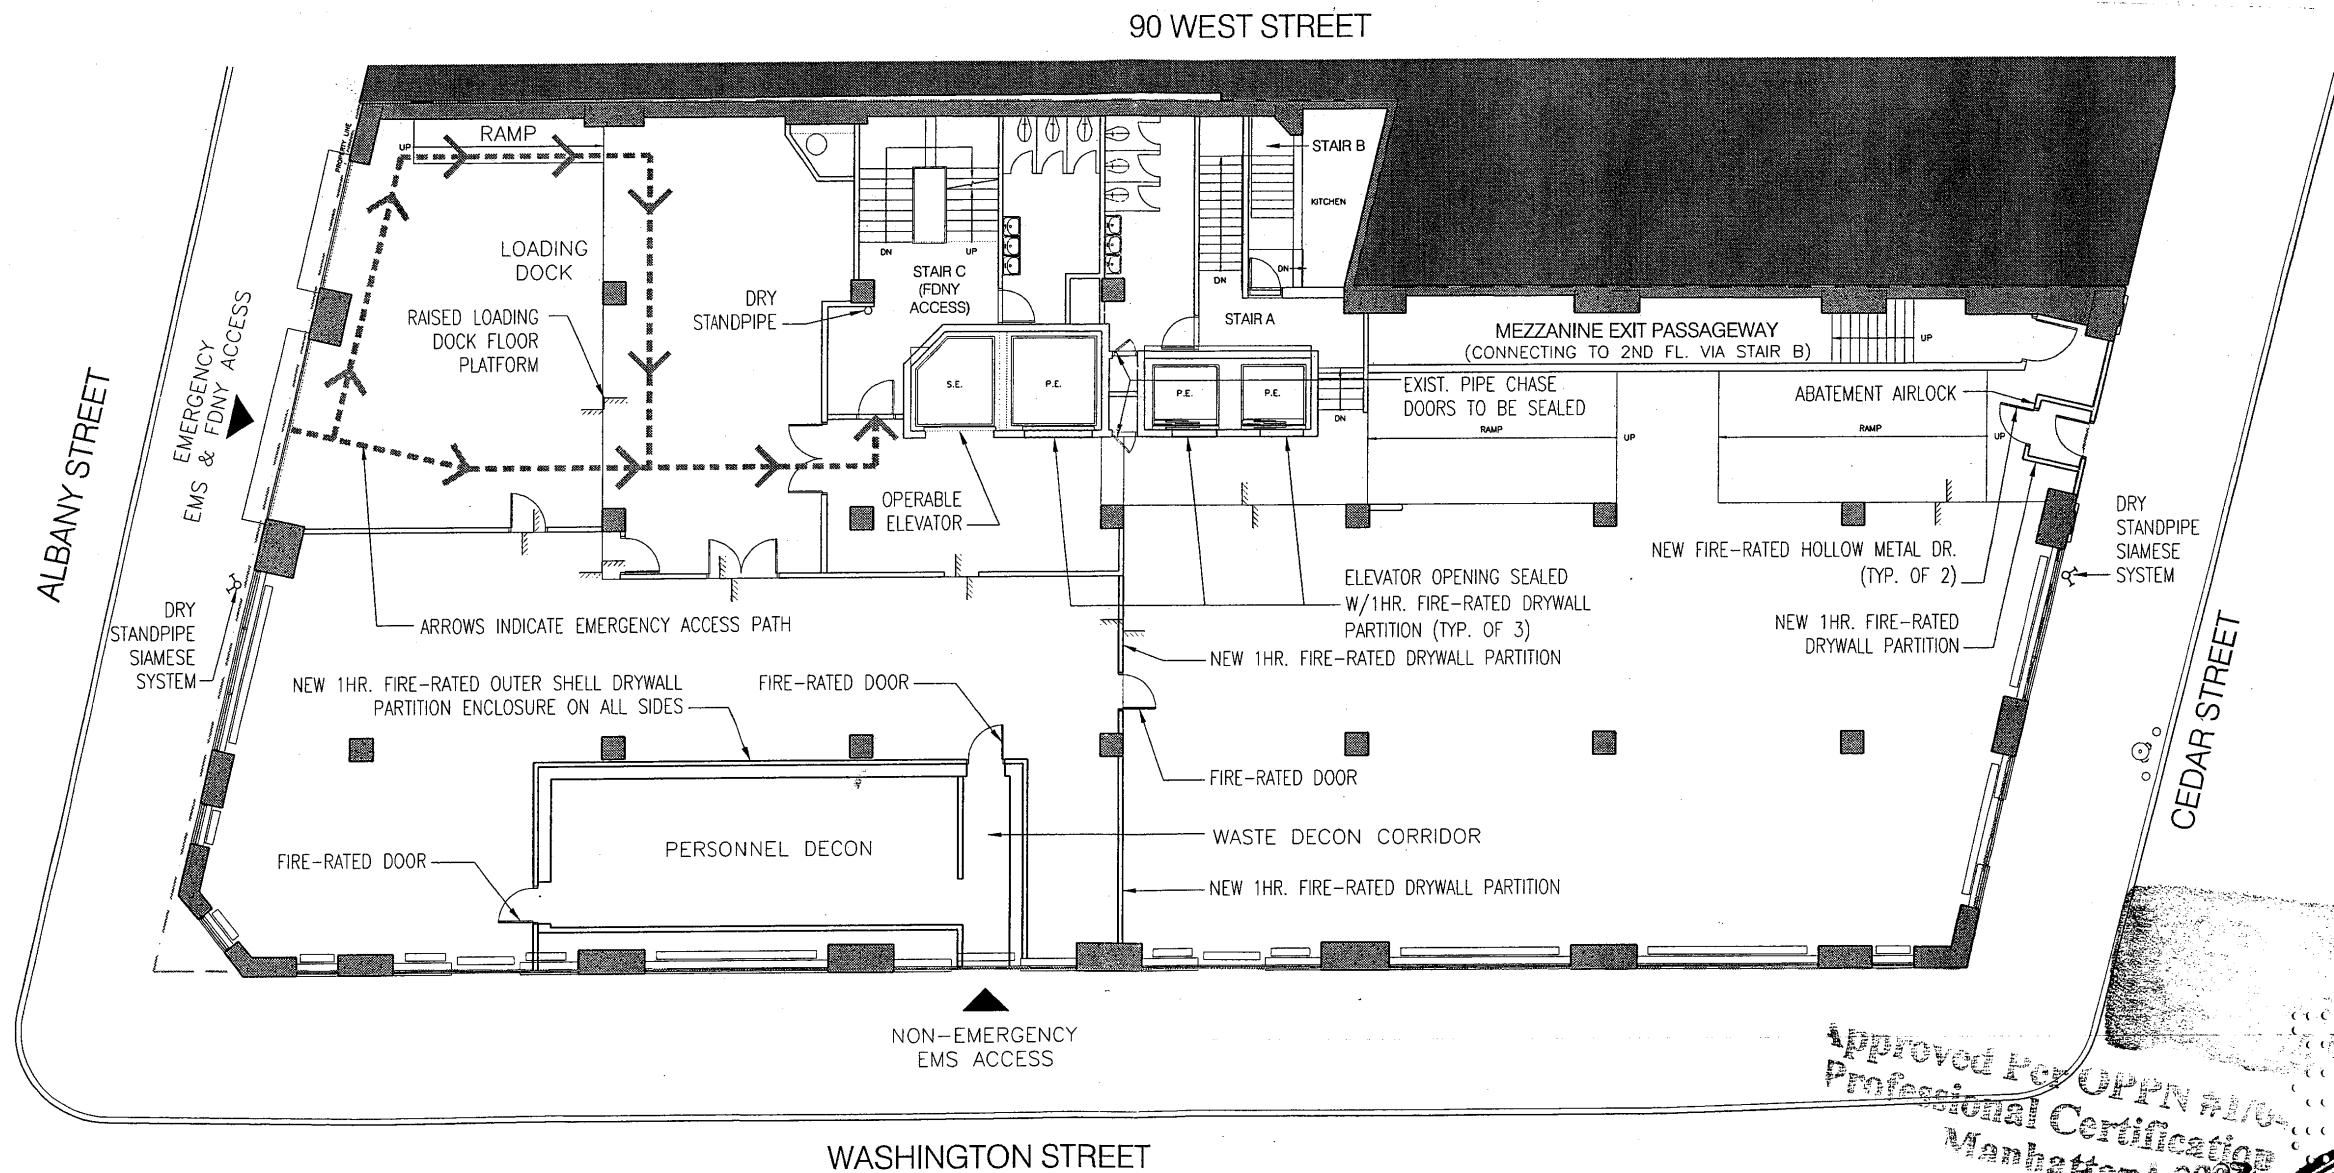 90 WEST STREET
PROPERTY LINE
UP
RAMP
STAIR B
KITCHEN
LOADING
DOCK
DN
UP
DN
DN
STAIR C
(FDNY
ACCESS)
DRY
STANDPIPE
RAISED LOADING
DOCK FLOOR
PLATFORM
STAIR A
MEZZANINE EXIT PASSAGEWAY
(CONNECTING TO 2ND FL. VIA STAIR B)
UP
EMERGENCY
EMS & FDNY ACCESS
ALBANY STREET
S.E.
P.E.
P.E.
P.E.
EXIST. PIPE CHASE
DOORS TO BE SEALED
DN
ABATEMENT AIRLOCK
RAMP
UP
RAMP
UP
OPERABLE
ELEVATOR
DRY
STANDPIPE
SIAMESE
SYSTEM
NEW FIRE-RATED HOLLOW METAL DR.
(TYP. OF 2)
ELEVATOR OPENING SEALED
W/1HR. FIRE-RATED DRYWALL
PARTITION (TYP. OF 3)
DRY
STANDPIPE
SIAMESE
SYSTEM
ARROWS INDICATE EMERGENCY ACCESS PATH
NEW 1HR. FIRE-RATED
DRYWALL PARTITION
NEW 1HR. FIRE-RATED DRYWALL PARTITION
NEW 1HR. FIRE-RATED OUTER SHELL DRYWALL
PARTITION ENCLOSURE ON ALL SIDES
FIRE-RATED DOOR
CEDAR STREET
FIRE-RATED DOOR
WASTE DECON CORRIDOR
PERSONNEL DECON
FIRE-RATED DOOR
NEW 1HR. FIRE-RATED DRYWALL PARTITION
NON-EMERGENCY
EMS ACCESS
Approved Per OPPN
Professional Certification
WASHINGTON STREET